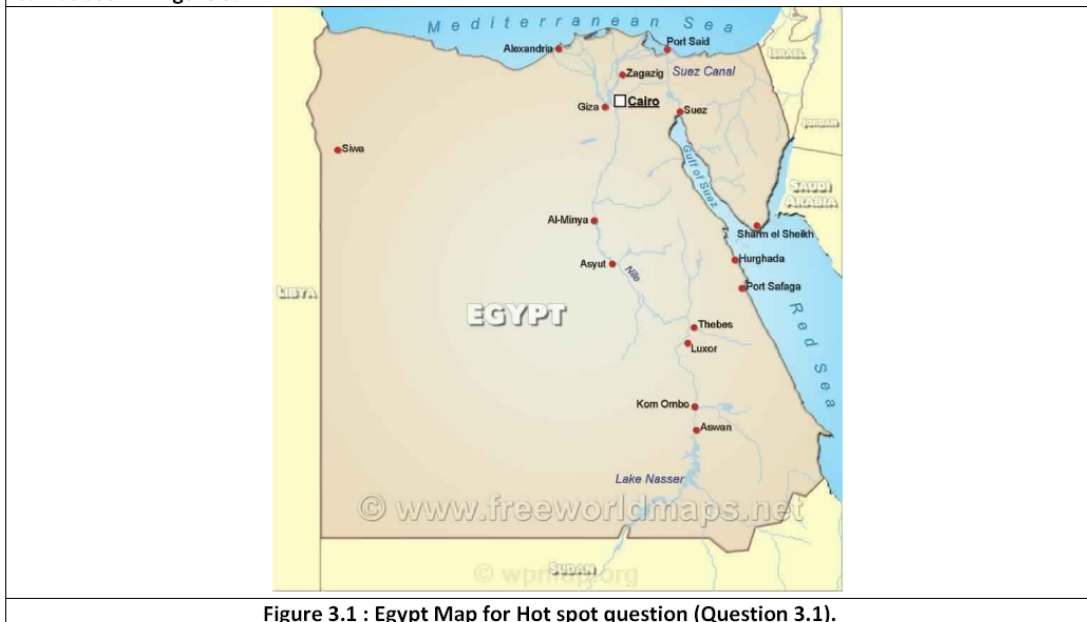 Mediterranean Sea
Alexandria
Port Said
ISRAEL
Zagazig
Suez Canal
Giza
Cairo
Suez
JORDAN
Siwa
Gulf of Suez
SAUDI
ARABIA
Al-Minya
Sharm el Sheikh
Asyut
Nile
Hurghada
LIBYA
Port Safaga
EGYPT
Red Sea
Thebes
Luxor
Kom Ombo
Aswan
Lake Nasser
© www.freeworldmaps.net
SUDAN
© wpmap.org
Figure 3.1 : Egypt Map for Hot spot question (Question 3.1).